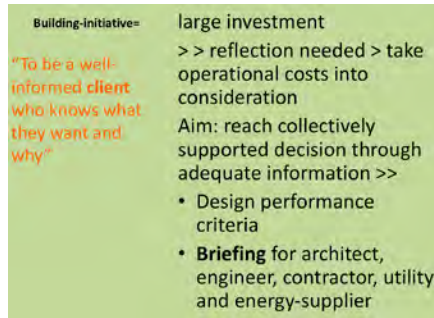 Building-initiative=
"To be a well-
informed client
who knows what
they want and
why"
large investment
> > reflection needed > take
operational costs into
consideration
Aim: reach collectively
supported decision through
adequate information >>
• Design performance
criteria
• Briefing for architect,
engineer, contractor, utility
and energy-supplier